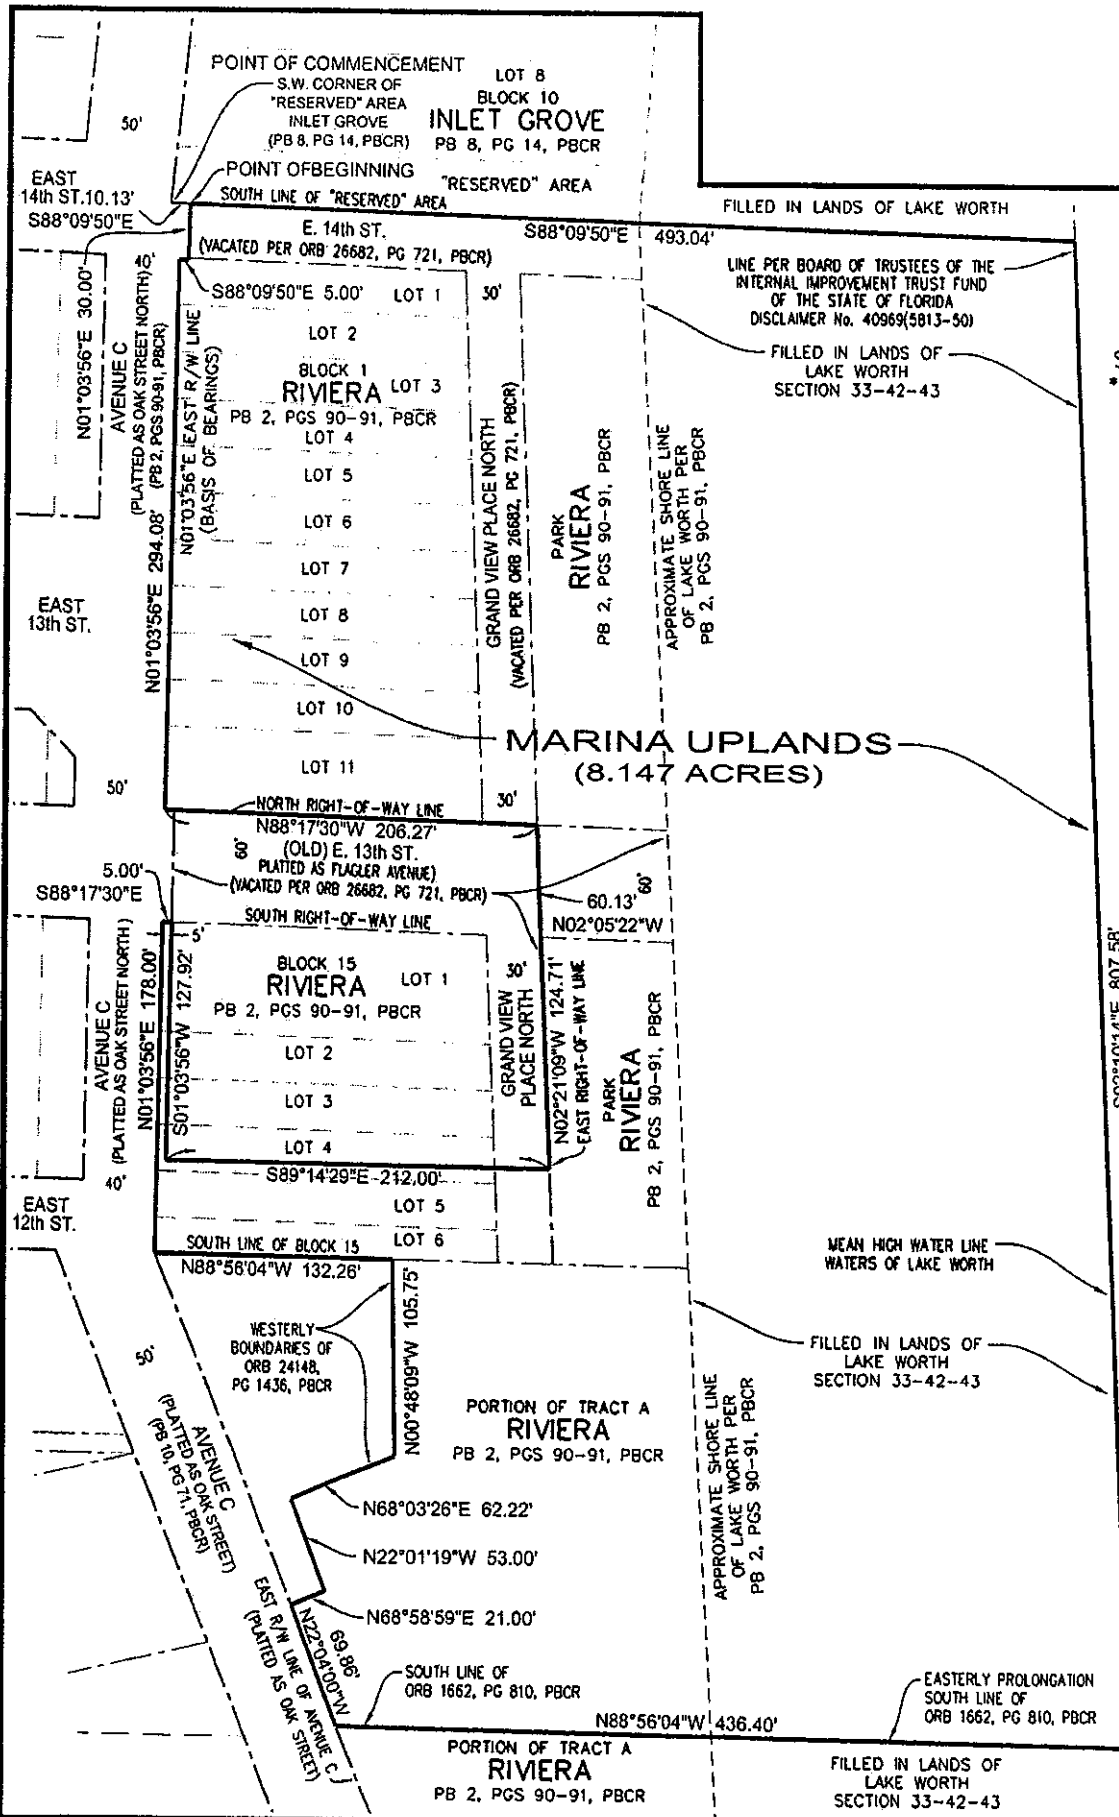 POINT OF COMMENCEMENT
S.W. CORNER OF
"RESERVED" AREA
INLET GROVE
(PB 8, PG 14, PBCR)
LOT 8
BLOCK 10
INLET GROVE
PB 8, PG 14, PBCR
50'
EAST
14th ST.
10.13'
S88°09'50"E
POINT OFBEGINNING
"RESERVED" AREA
SOUTH LINE OF "RESERVED" AREA
FILLED IN LANDS OF LAKE WORTH
E. 14th ST.
(VACATED PER ORB 26682, PG 721, PBCR)
S88°09'50"E 493.04'
LINE PER BOARD OF TRUSTEES OF THE
INTERNAL IMPROVEMENT TRUST FUND
OF THE STATE OF FLORIDA
DISCLAIMER No. 40969(5813-50)
FILLED IN LANDS OF
LAKE WORTH
SECTION 33-42-43
N01°03'56"E 30.00'
40'
S88°09'50"E 5.00'
AVENUE C
(PLATTED AS OAK STREET NORTH)
(PB 2, PGS 90-91, PBCR)
N01°03'56"E 294.08'
N01°03'56"E EAST R/W LINE
(BASIS OF BEARINGS)
LOT 1
30'
LOT 2
BLOCK 1
RIVIERA
LOT 3
PB 2, PGS 90-91, PBCR
LOT 4
LOT 5
LOT 6
LOT 7
LOT 8
LOT 9
LOT 10
LOT 11
GRAND VIEW PLACE NORTH
(VACATED PER ORB 26682, PG 721, PBCR)
PARK
RIVIERA
PB 2, PGS 90-91, PBCR
APPROXIMATE SHORE LINE
OF LAKE WORTH PER
PB 2, PGS 90-91, PBCR
EAST
13th ST.
MARINA UPLANDS
(8.147 ACRES)
50'
30'
NORTH RIGHT-OF-WAY LINE
N88°17'30"W 206.27'
60'
(OLD) E. 13th ST.
PLATTED AS FLAGLER AVENUE)
(VACATED PER ORB 26682, PG 721, PBCR)
5.00'
S88°17'30"E
60.13'
60'
N02°05'22"W
SOUTH RIGHT-OF-WAY LINE
5'
AVENUE C
(PLATTED AS OAK STREET NORTH )
N01°03'56"E 178.00'
S01°03'56"W 127.92'
BLOCK 15
RIVIERA
LOT 1
PB 2, PGS 90-91, PBCR
LOT 2
LOT 3
LOT 4
30'
GRAND VIEW
PLACE NORTH
N02°21'09"W 124.71'
EAST RIGHT-OF-WAY LINE
PARK
RIVIERA
PB 2, PGS 90-91, PBCR
S02°10'14"E 807.58'
S89°14'29"E 212.00'
40'
LOT 5
EAST
12th ST.
LOT 6
SOUTH LINE OF BLOCK 15
N88°56'04"W 132.26'
MEAN HIGH WATER LINE
WATERS OF LAKE WORTH
WESTERLY
BOUNDARIES OF
ORB 24148,
PG 1436, PBCR
N00°48'09"W 105.75'
FILLED IN LANDS OF
LAKE WORTH
SECTION 33-42-43
50'
AVENUE C
(PLATTED AS OAK STREET)
(PB 10, PG 71, PBCR)
PORTION OF TRACT A
RIVIERA
PB 2, PGS 90-91, PBCR
APPROXIMATE SHORE LINE
OF LAKE WORTH PER
PB 2, PGS 90-91, PBCR
N68°03'26"E 62.22'
N22°01'19"W 53.00'
N68°58'59"E 21.00'
69.86'
N22°04'00"W
EAST R/W LINE OF AVENUE C
(PLATTED AS OAK STREET)
SOUTH LINE OF
ORB 1662, PG 810, PBCR
EASTERLY PROLONGATION
SOUTH LINE OF
ORB 1662, PG 810, PBCR
N88°56'04"W 436.40'
PORTION OF TRACT A
RIVIERA
PB 2, PGS 90-91, PBCR
FILLED IN LANDS OF
LAKE WORTH
SECTION 33-42-43